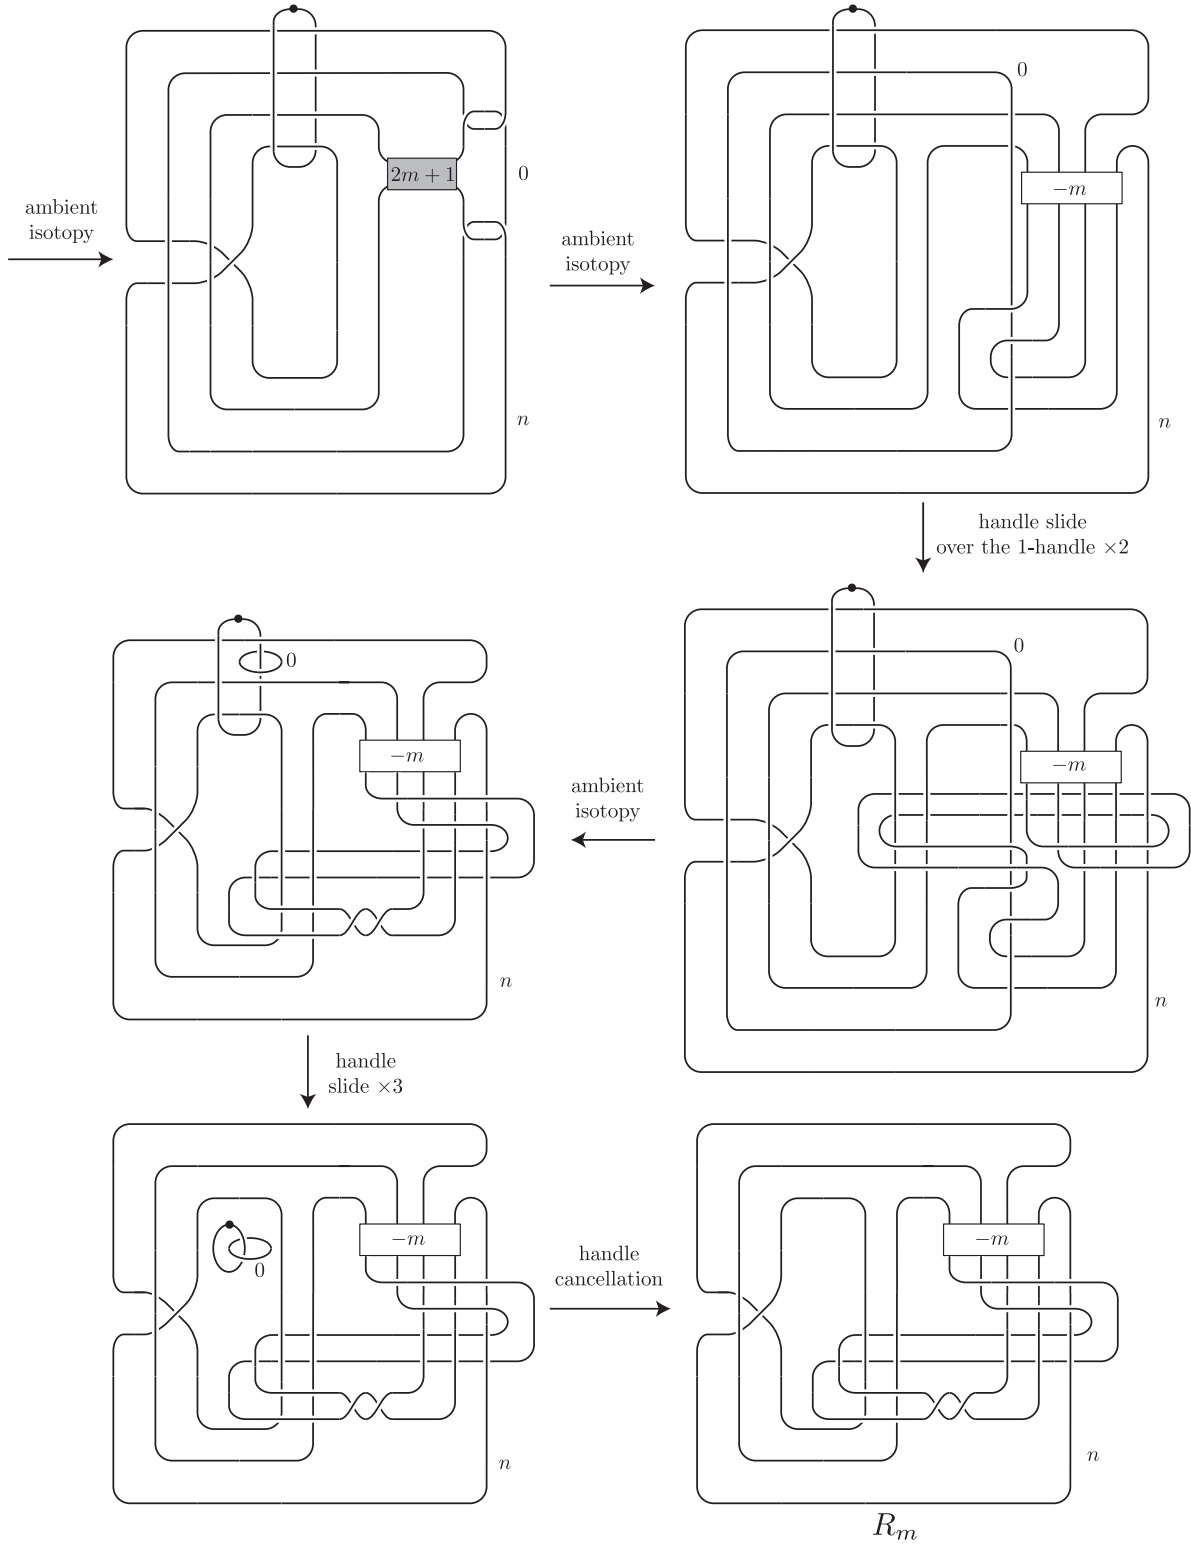 ambient
isotopy
2m + 1
0
n
ambient
isotopy
0
−m
n
handle slide
over the 1-handle ×2
0
−m
n
ambient
isotopy
0
−m
n
handle
slide ×3
0
−m
n
handle
cancellation
−m
n
R_m